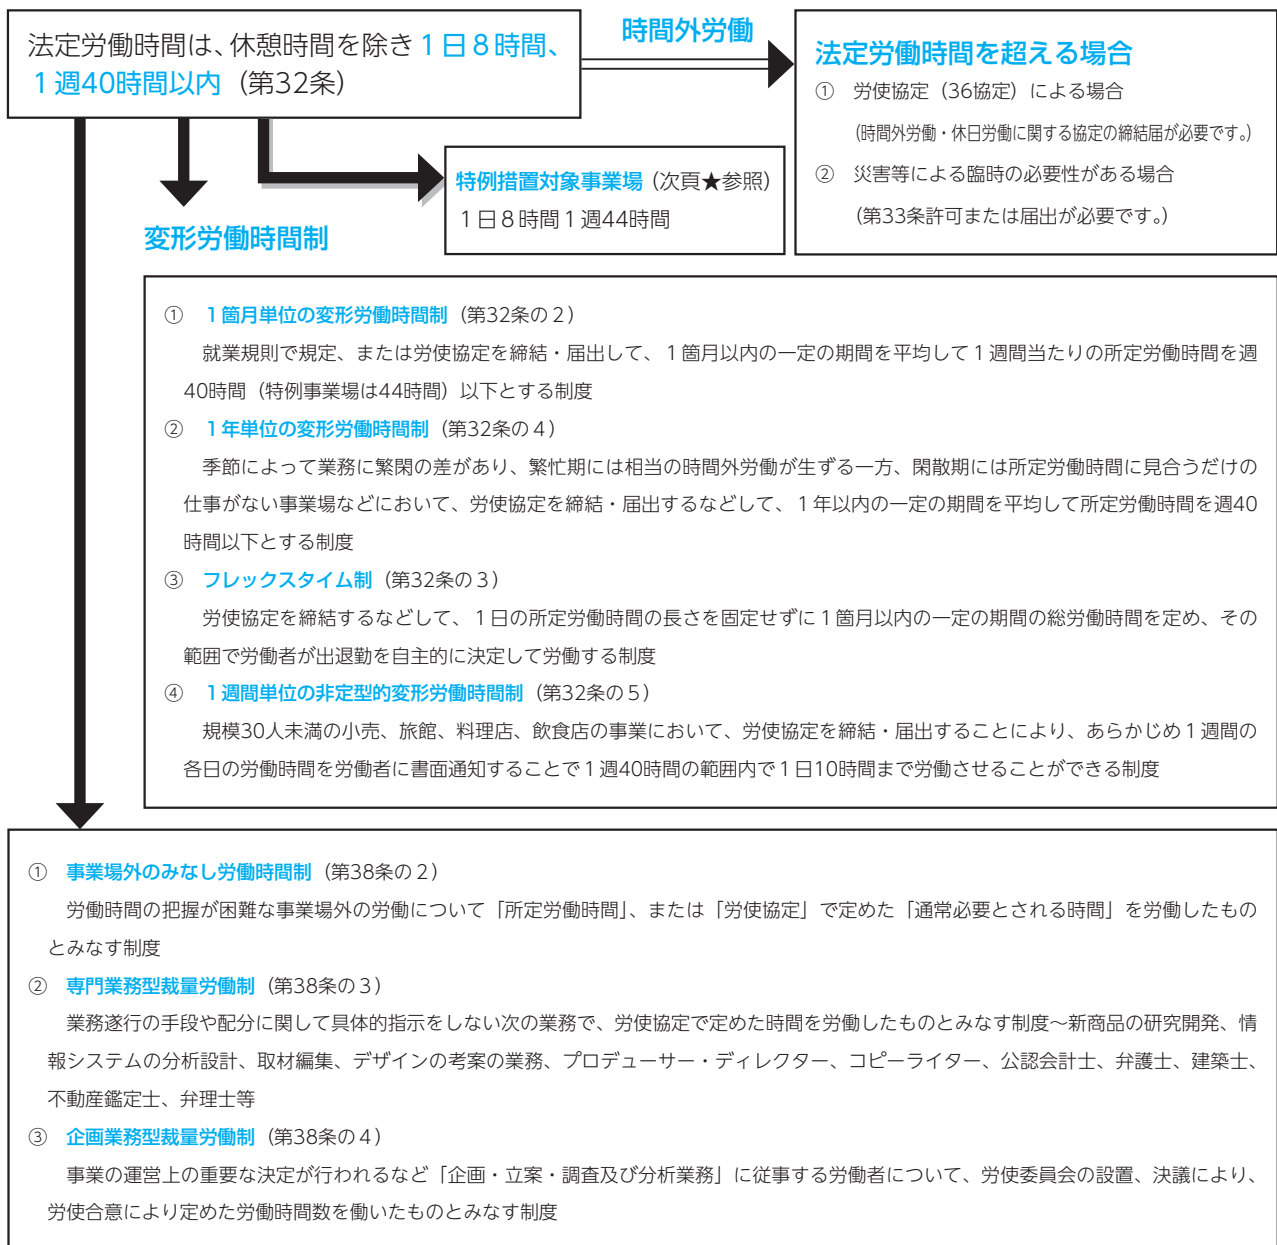 法定労働時間は、休憩時間を除き１日８時間、
１週40時間以内（第32条）
時間外労働
法定労働時間を超える場合
① 労使協定（36協定）による場合
（時間外労働・休日労働に関する協定の締結届が必要です。）
② 災害等による臨時の必要性がある場合
（第33条許可または届出が必要です。）
特例措置対象事業場（次頁★参照）
１日８時間１週44時間
変形労働時間制
① １箇月単位の変形労働時間制（第32条の２）
就業規則で規定、または労使協定を締結・届出して、１箇月以内の一定の期間を平均して１週間当たりの所定労働時間を週
40時間（特例事業場は44時間）以下とする制度
② １年単位の変形労働時間制（第32条の４）
季節によって業務に繁閑の差があり、繁忙期には相当の時間外労働が生ずる一方、閑散期には所定労働時間に見合うだけの
仕事がない事業場などにおいて、労使協定を締結・届出するなどして、１年以内の一定の期間を平均して所定労働時間を週40
時間以下とする制度
③ フレックスタイム制（第32条の３）
労使協定を締結するなどして、１日の所定労働時間の長さを固定せずに１箇月以内の一定の期間の総労働時間を定め、その
範囲で労働者が出退勤を自主的に決定して労働する制度
④ １週間単位の非定型的変形労働時間制（第32条の５）
規模30人未満の小売、旅館、料理店、飲食店の事業において、労使協定を締結・届出することにより、あらかじめ１週間の
各日の労働時間を労働者に書面通知することで１週40時間の範囲内で１日10時間まで労働させることができる制度
① 事業場外のみなし労働時間制（第38条の２）
労働時間の把握が困難な事業場外の労働について「所定労働時間」、または「労使協定」で定めた「通常必要とされる時間」を労働したもの
とみなす制度
② 専門業務型裁量労働制（第38条の３）
業務遂行の手段や配分に関して具体的指示をしない次の業務で、労使協定で定めた時間を労働したものとみなす制度～新商品の研究開発、情
報システムの分析設計、取材編集、デザインの考案の業務、プロデューサー・ディレクター、コピーライター、公認会計士、弁護士、建築士、
不動産鑑定士、弁理士等
③ 企画業務型裁量労働制（第38条の４）
事業の運営上の重要な決定が行われるなど「企画・立案・調査及び分析業務」に従事する労働者について、労使委員会の設置、決議により、
労使合意により定めた労働時間数を働いたものとみなす制度